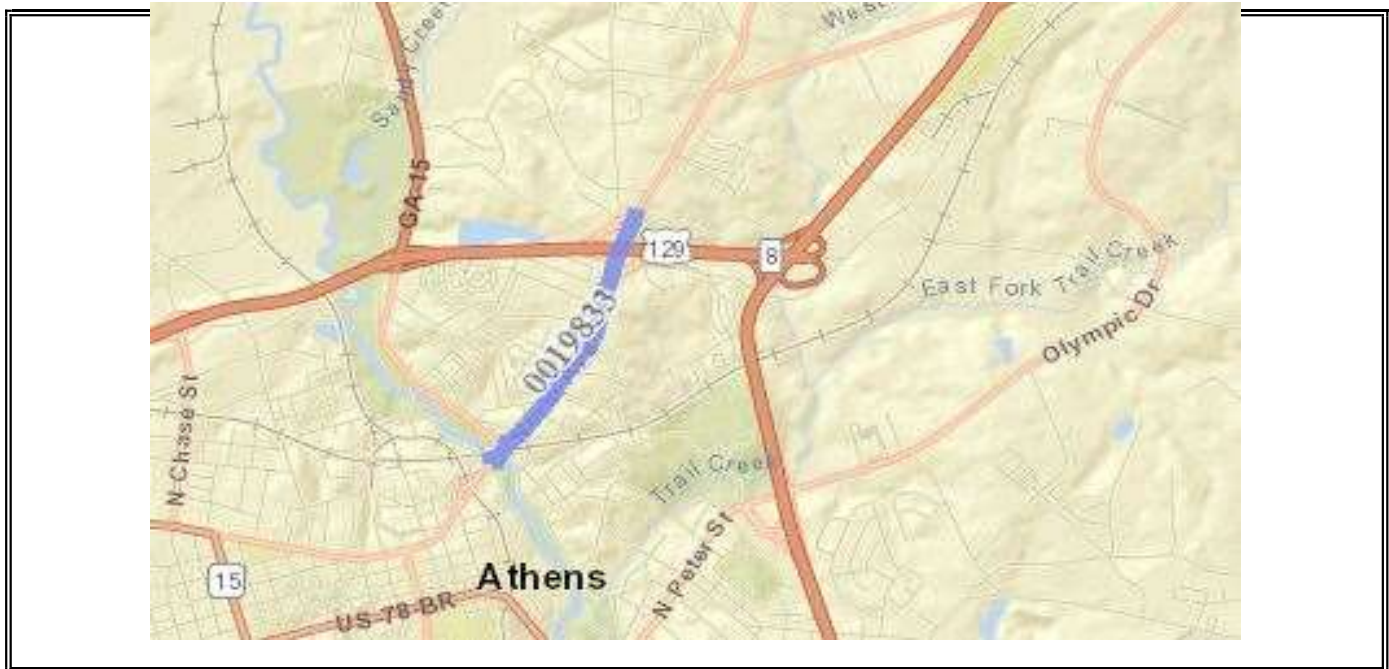 West
Sandy Creek
GA 15
129
8
East Fork Trail Creek
0019833
Olympic Dr
N Chase St
Trail Creek
N Peter St
Athens
15
US 78 BR